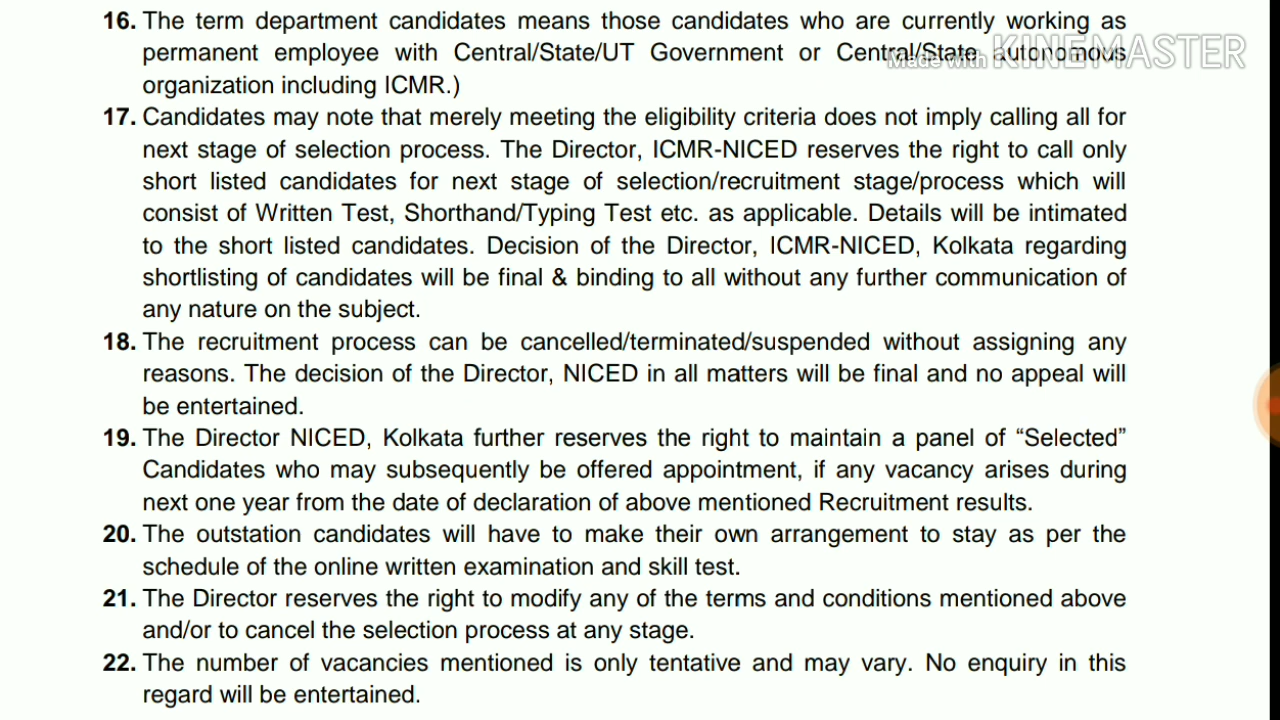 16. The term department candidates means those candidates who are currently working as
permanent employee with Central/State/UT Government or Central/State autonomous
Made with KINEMASTER
organization including ICMR.)
17. Candidates may note that merely meeting the eligibility criteria does not imply calling all for
next stage of selection process. The Director, ICMR-NICED reserves the right to call only
short listed candidates for next stage of selection/recruitment stage/process which will
consist of Written Test, Shorthand/Typing Test etc. as applicable. Details will be intimated
to the short listed candidates. Decision of the Director, ICMR-NICED, Kolkata regarding
shortlisting of candidates will be final & binding to all without any further communication of
any nature on the subject.
18. The recruitment process can be cancelled/terminated/suspended without assigning any
reasons. The decision of the Director, NICED in all matters will be final and no appeal will
be entertained.
19. The Director NICED, Kolkata further reserves the right to maintain a panel of “Selected”
Candidates who may subsequently be offered appointment, if any vacancy arises during
next one year from the date of declaration of above mentioned Recruitment results.
20. The outstation candidates will have to make their own arrangement to stay as per the
schedule of the online written examination and skill test.
21. The Director reserves the right to modify any of the terms and conditions mentioned above
and/or to cancel the selection process at any stage.
22. The number of vacancies mentioned is only tentative and may vary. No enquiry in this
regard will be entertained.